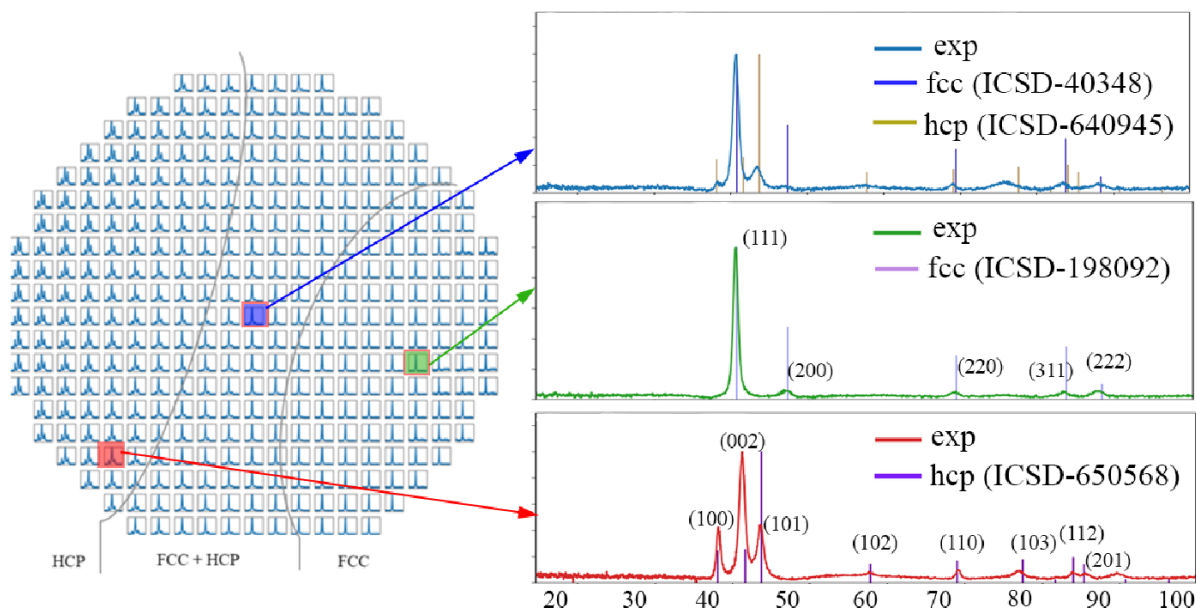 exp
fcc (ICSD-40348)
hcp (ICSD-640945)
(111)
exp
fcc (ICSD-198092)
(200)
(220)
(311)
(222)
(002)
exp
hcp (ICSD-650568)
(100)
(101)
(102)
(110)
(103)
(112)
(201)
HCP
FCC + HCP
FCC
20 30 40 50 60 70 80 90 100